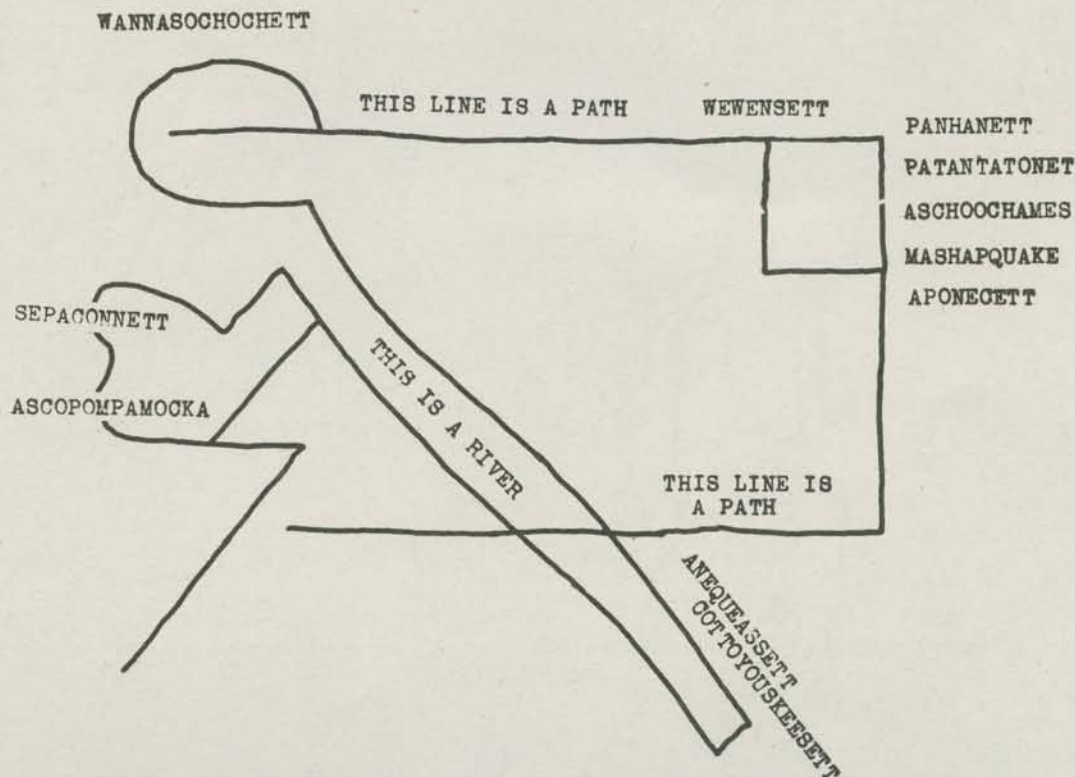 WANNASOCHOCHETT
THIS LINE IS A PATH
WEWENSETT
PANHANETT
PATANTATONET
ASCHOOCHAMES
MASHAPQUAKE
APONECETT
SEPACONNETT
ASCOPOMPAMOCKA
THIS IS A RIVER
THIS LINE IS
A PATH
ANEQUEASSETT
COTTOYOUSKEESETT